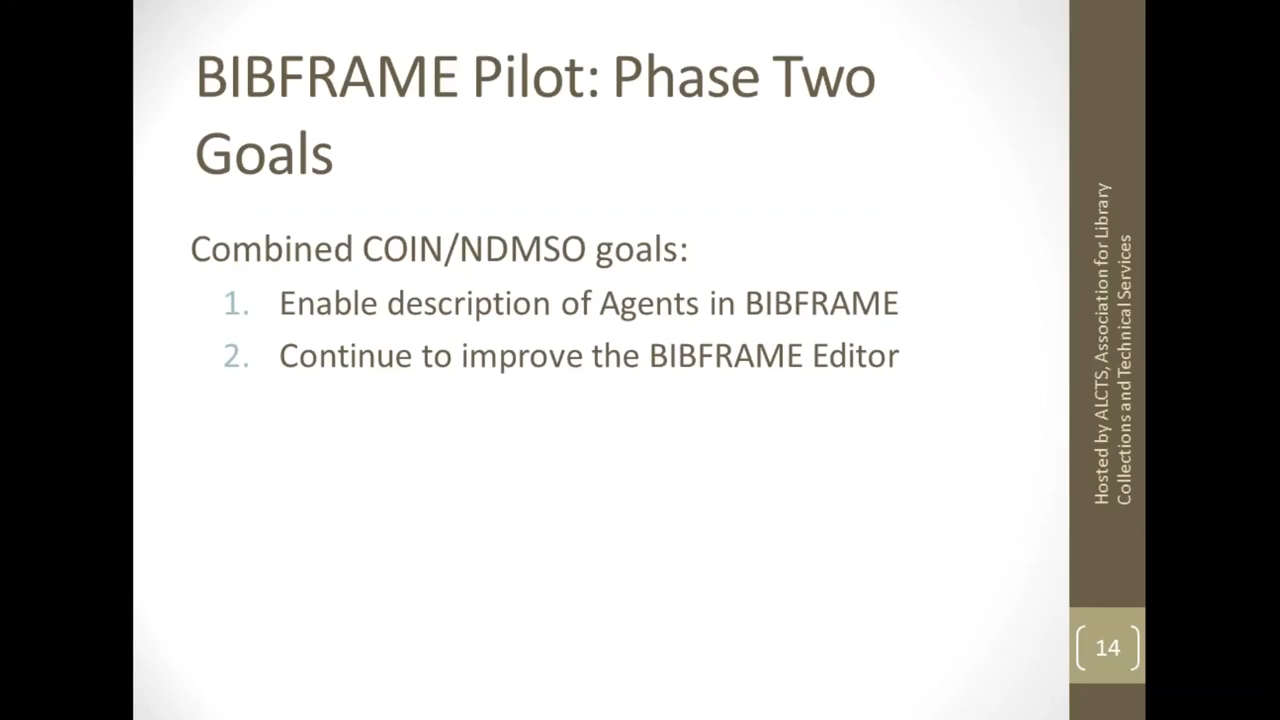 BIBFRAME Pilot: Phase Two
Goals
Combined COIN/NDMSO goals:
1. Enable description of Agents in BIBFRAME
2. Continue to improve the BIBFRAME Editor
Hosted by ALCTS, Association for Library
Collections and Technical Services
14